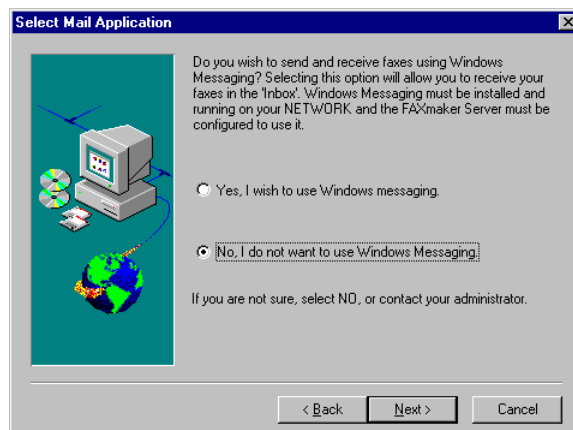 Select Mail Application
Do you wish to send and receive faxes using Windows
Messaging? Selecting this option will allow you to receive your
faxes in the 'Inbox'. Windows Messaging must be installed and
running on your NETWORK and the FAXmaker Server must be
configured to use it.
Yes, I wish to use Windows messaging.
No, I do not want to use Windows Messaging.
If you are not sure, select NO, or contact your administrator.
< Back
Next >
Cancel